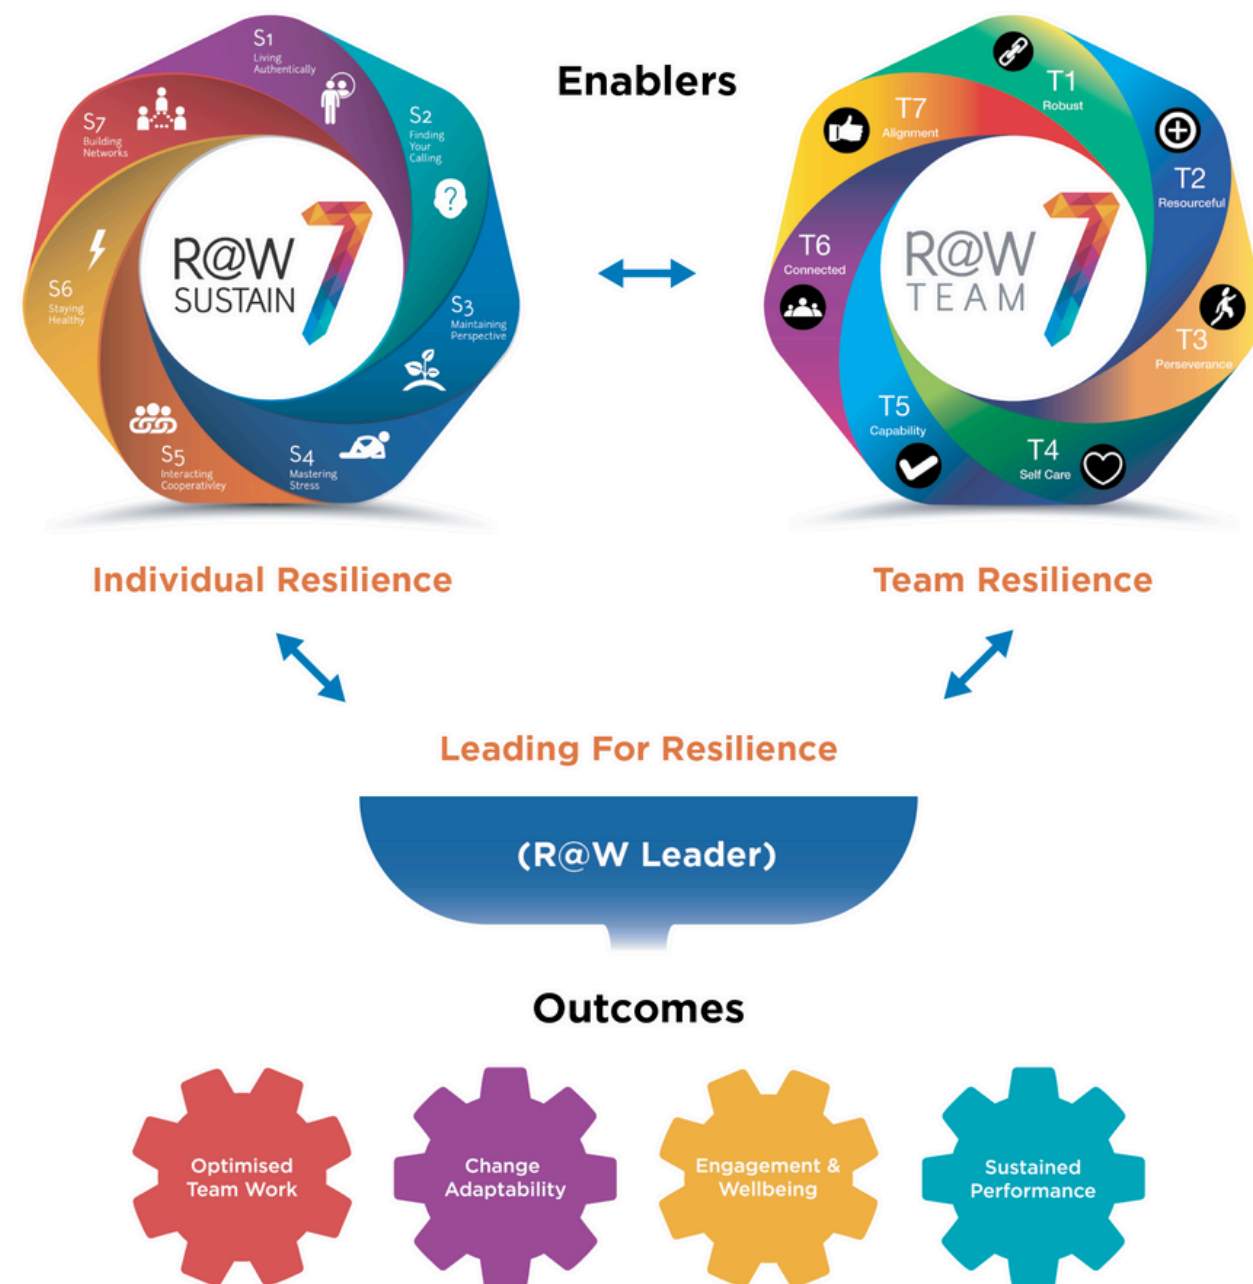 Enablers
S1
Living
Authentically
S2
Finding
Your
Calling
S3
Maintaining
Perspective
S4
Mastering
Stress
S5
Interacting
Cooperativley
S6
Staying
Healthy
S7
Building
Networks
R@W
SUSTAIN
7
T1
Robust
T2
Resourceful
T3
Perseverance
T4
Self Care
T5
Capability
T6
Connected
T7
Alignment
R@W
TEAM
7
Individual Resilience
Team Resilience
Leading For Resilience
(R@W Leader)
Outcomes
Optimised
Team Work
Change
Adaptability
Engagement &
Wellbeing
Sustained
Performance